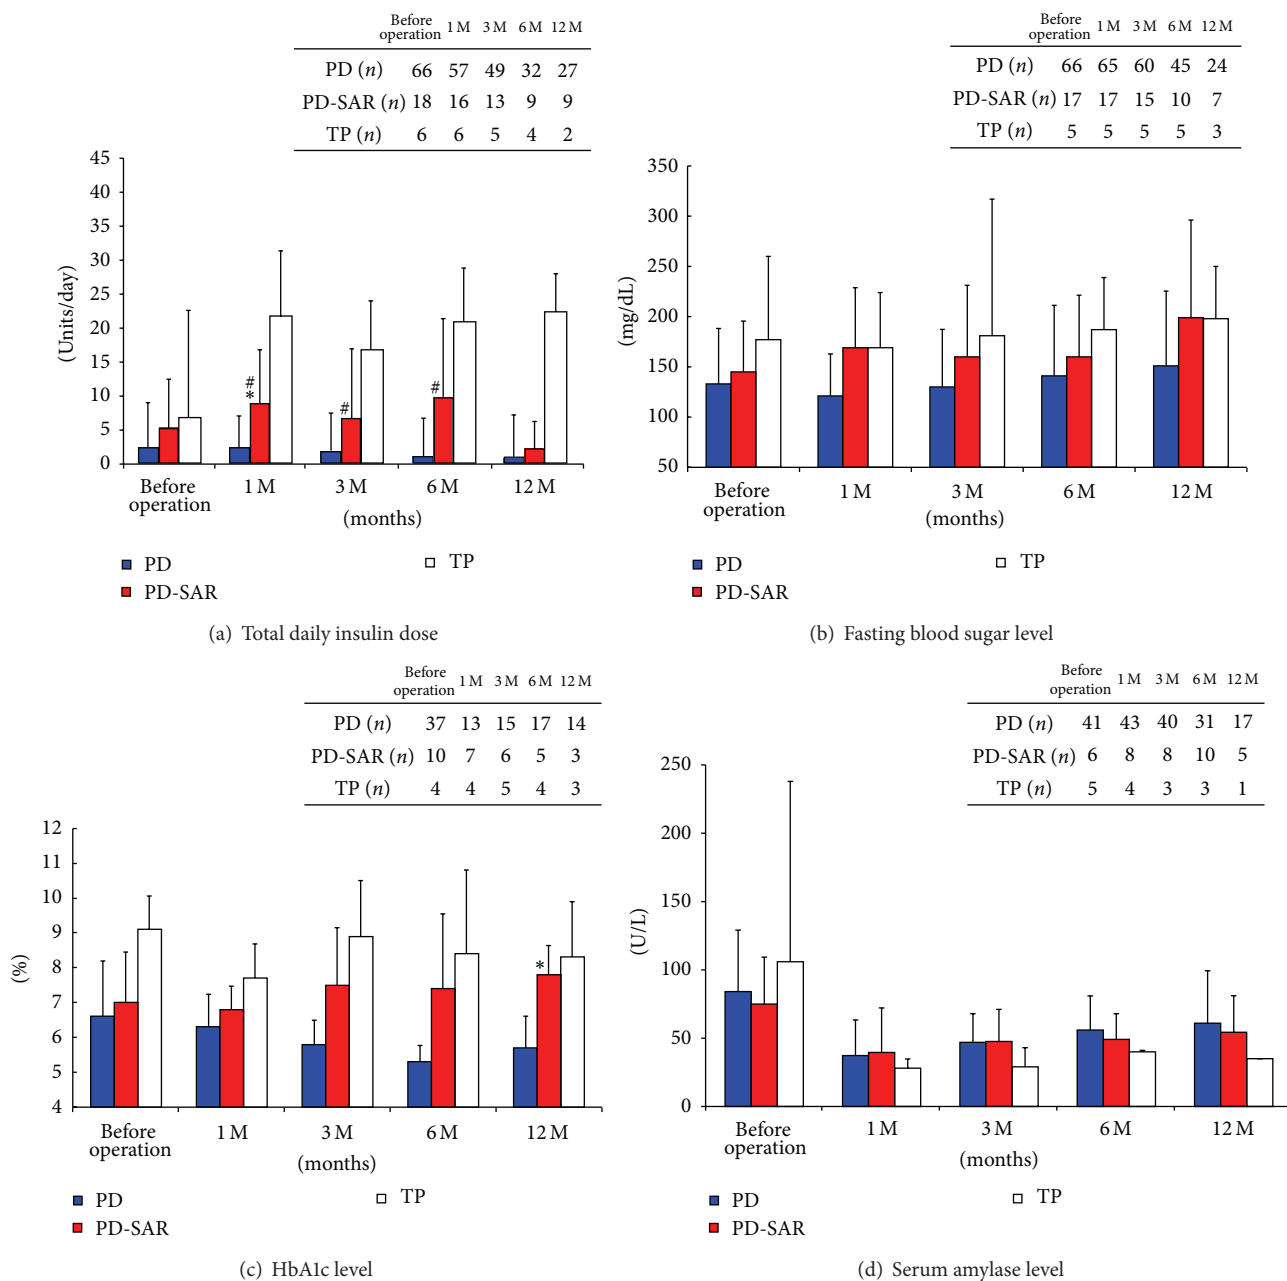 Before operation 1 M 3 M 6 M 12 M
PD (n) 66 57 49 32 27
PD-SAR (n) 18 16 13 9 9
TP (n) 6 6 5 4 2
45
40
35
30
25
20
15
10
5
0
(Units/day)
#
*
#
#
Before operation 1 M 3 M 6 M 12 M
(months)
PD TP
PD-SAR
(a) Total daily insulin dose
Before operation 1 M 3 M 6 M 12 M
PD (n) 66 65 60 45 24
PD-SAR (n) 17 17 15 10 7
TP (n) 5 5 5 5 3
350
300
250
200
150
100
50
(mg/dL)
Before operation 1 M 3 M 6 M 12 M
(months)
PD TP
PD-SAR
(b) Fasting blood sugar level
Before operation 1 M 3 M 6 M 12 M
PD (n) 37 13 15 17 14
PD-SAR (n) 10 7 6 5 3
TP (n) 4 4 5 4 3
12
11
10
9
8
7
6
5
4
(%)
*
Before operation 1 M 3 M 6 M 12 M
(months)
PD TP
PD-SAR
(c) HbA1c level
Before operation 1 M 3 M 6 M 12 M
PD (n) 41 43 40 31 17
PD-SAR (n) 6 8 8 10 5
TP (n) 5 4 3 3 1
250
200
150
100
50
0
(U/L)
Before operation 1 M 3 M 6 M 12 M
(months)
PD TP
PD-SAR
(d) Serum amylase level